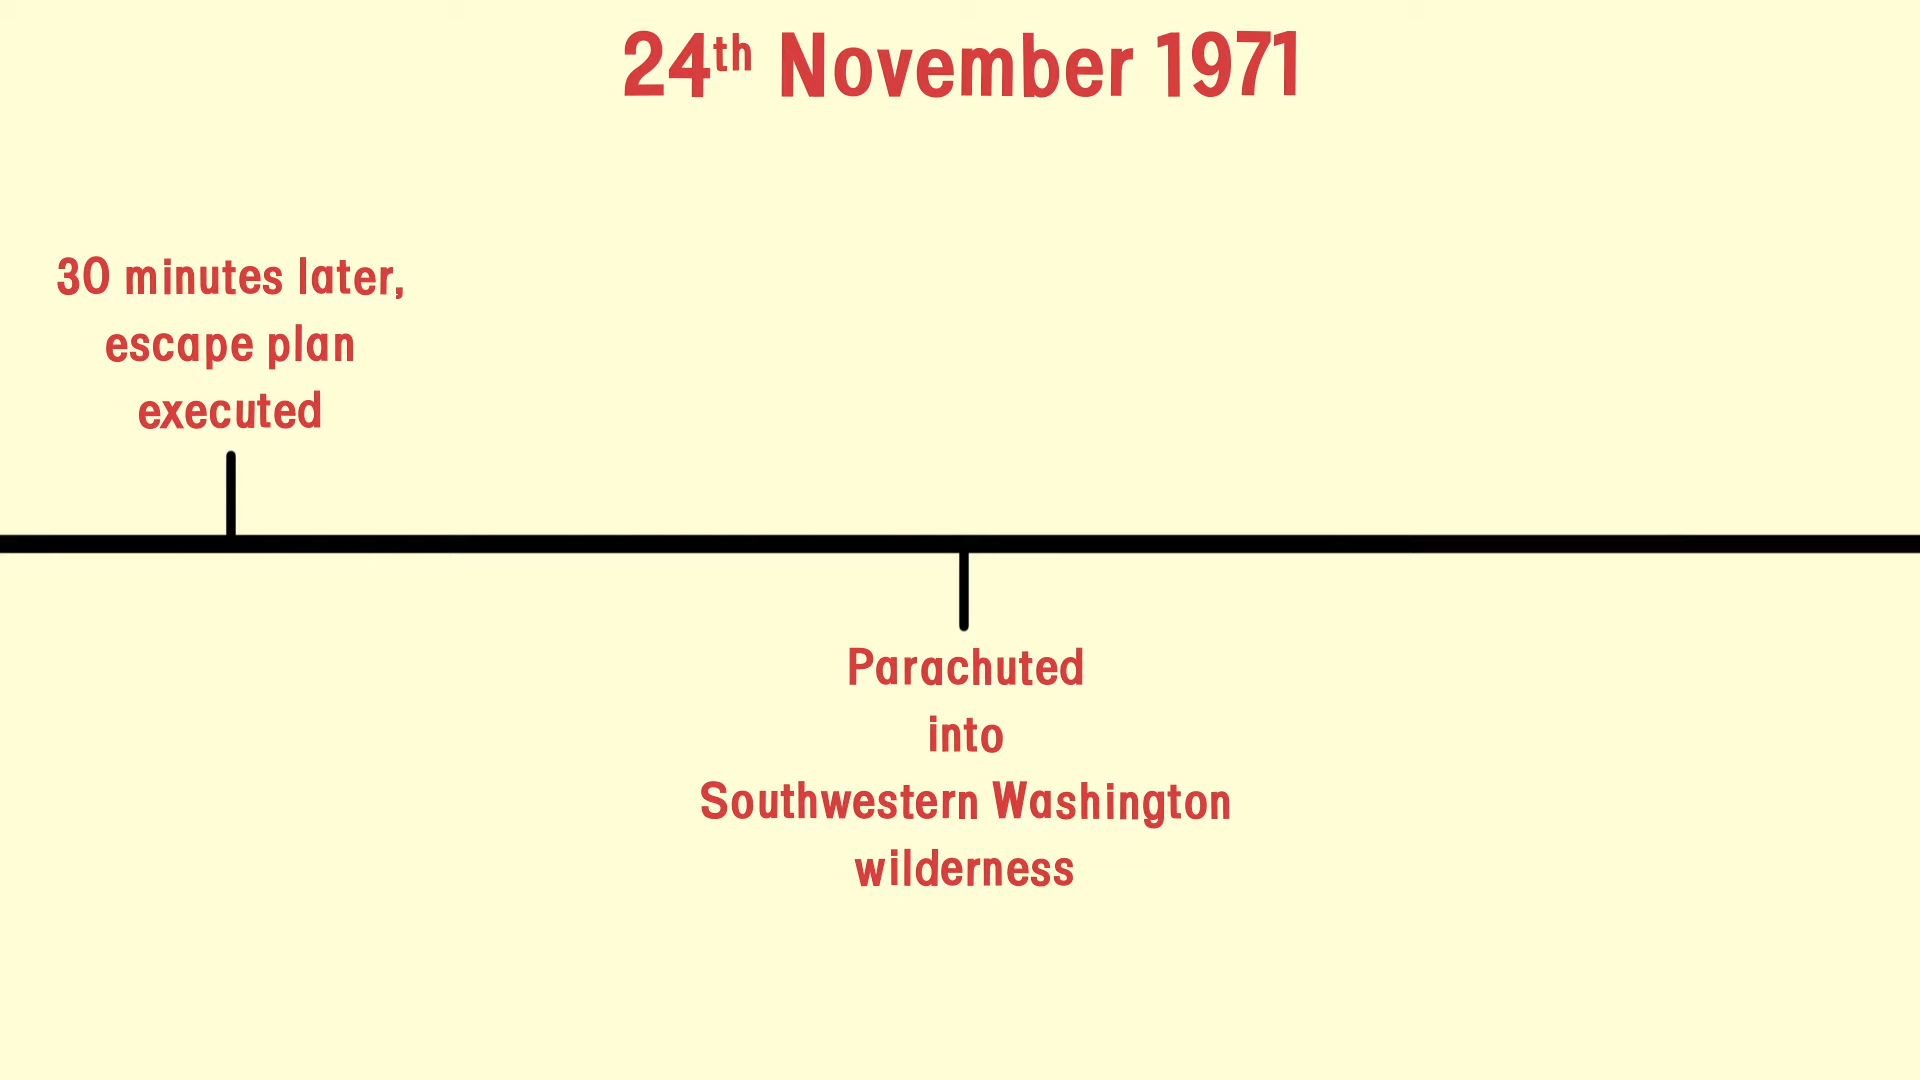 24th November 1971
30 minutes later,
escape plan
executed
Parachuted
into
Southwestern Washington
wilderness